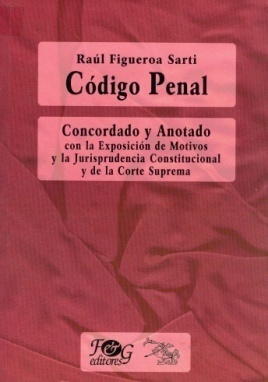 Raúl Figueroa Sarti
Código Penal
Concordado y Anotado
con la Exposición de Motivos
y la Jurisprudencia Constitucional
y de la Corte Suprema
F&G
editores